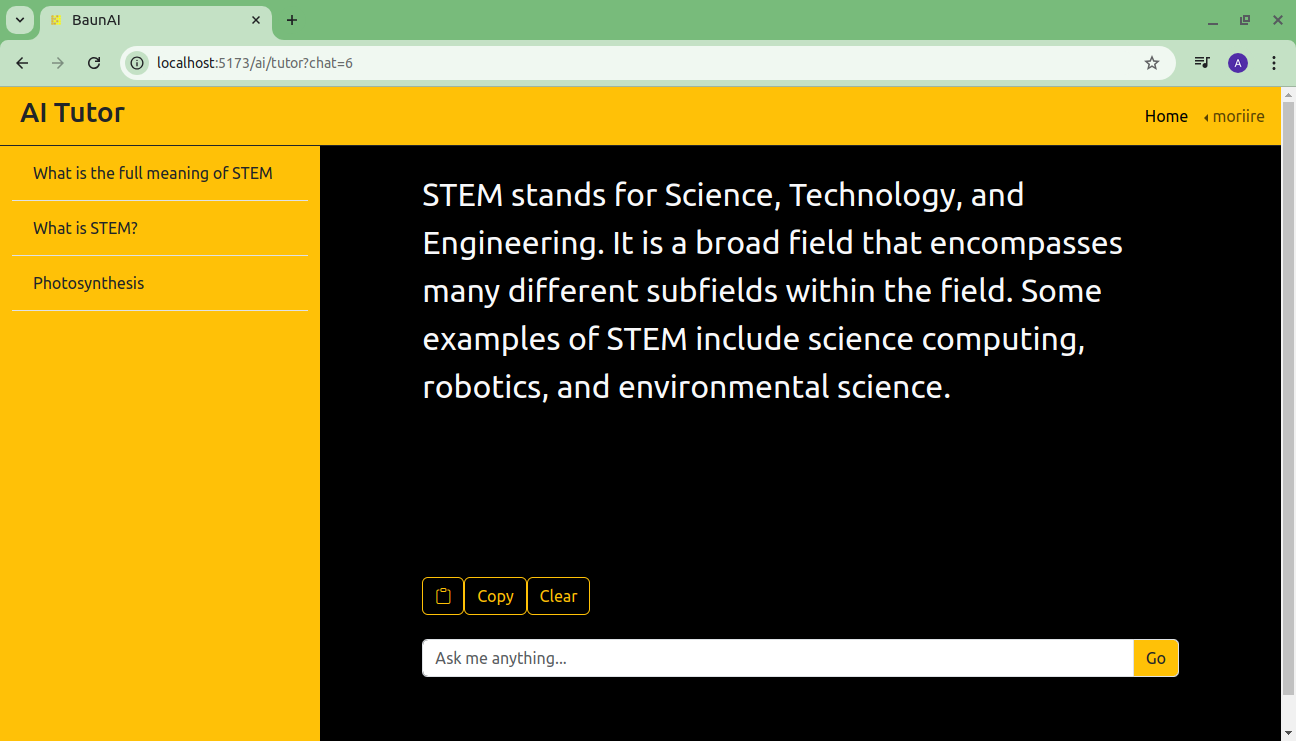 BaunAI
localhost:5173/ai/tutor?chat=6
A
AI Tutor
Home moriire
What is the full meaning of STEM
What is STEM?
Photosynthesis
STEM stands for Science, Technology, and
Engineering. It is a broad field that encompasses
many different subfields within the field. Some
examples of STEM include science computing,
robotics, and environmental science.
Copy Clear
Ask me anything... Go